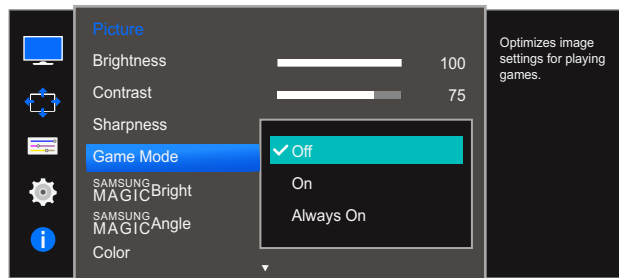 Picture
Brightness 100
Contrast 75
Sharpness
Game Mode
Off
On
Always On
SAMSUNG
MAGICBright
SAMSUNG
MAGICAngle
Color
Optimizes image
settings for playing
games.